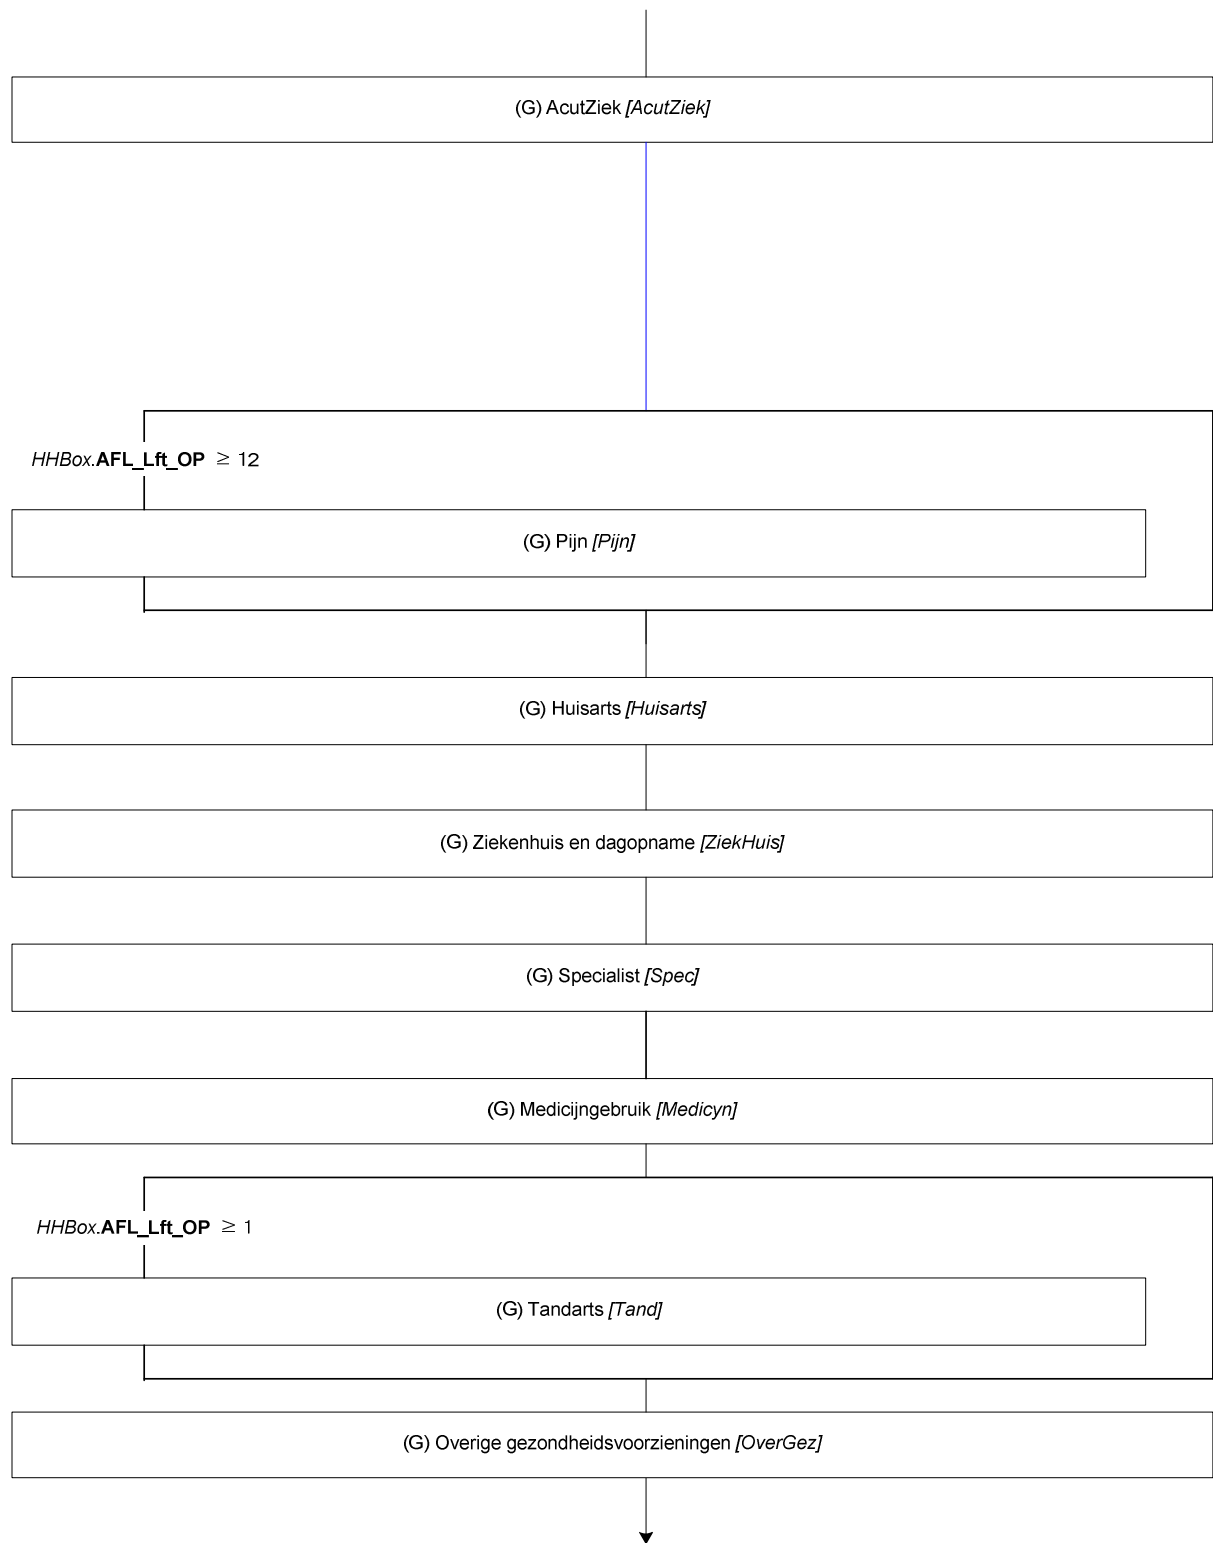 (G) AcutZiek [AcutZiek]
HHBox.AFL_Lft_OP ≥ 12
(G) Pijn [Pijn]
(G) Huisarts [Huisarts]
(G) Ziekenhuis en dagopname [ZiekHuis]
(G) Specialist [Spec]
(G) Medicijngebruik [Medicyn]
HHBox.AFL_Lft_OP ≥ 1
(G) Tandarts [Tand]
(G) Overige gezondheidsvoorzieningen [OverGez]